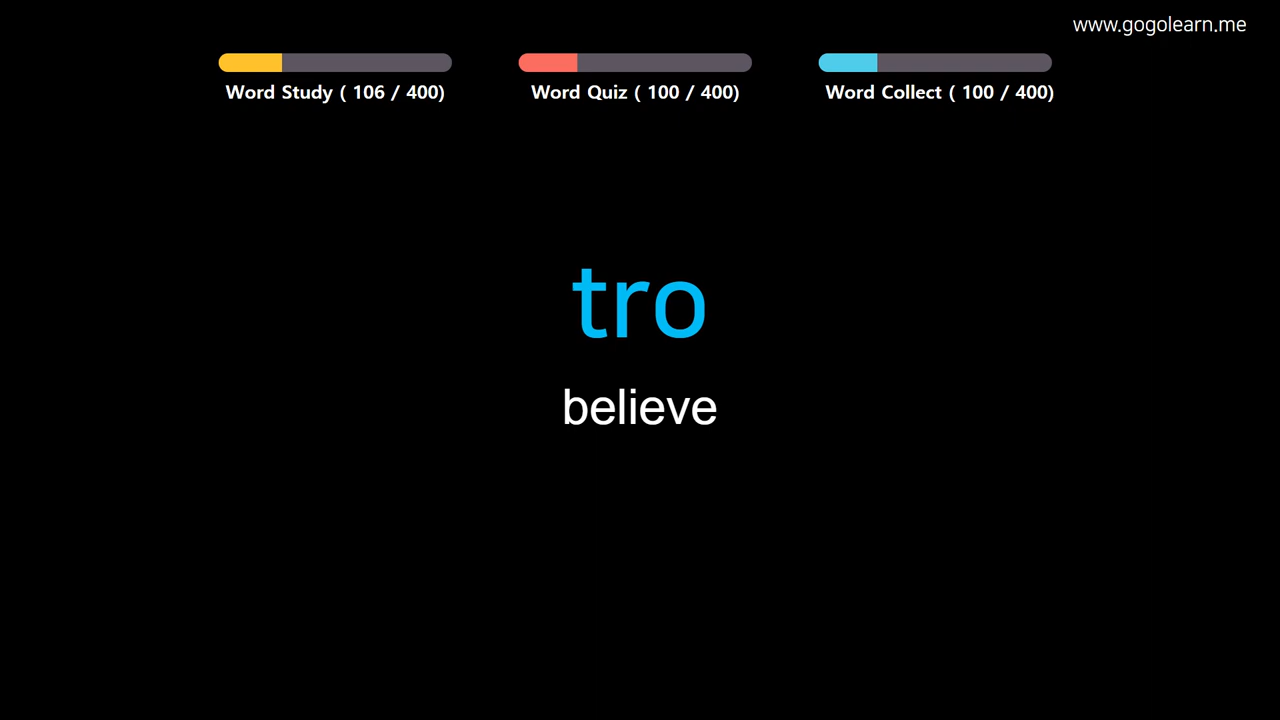 www.gogolearn.me
Word Study ( 106 / 400)
Word Quiz ( 100 / 400)
Word Collect ( 100 / 400)
tro
believe